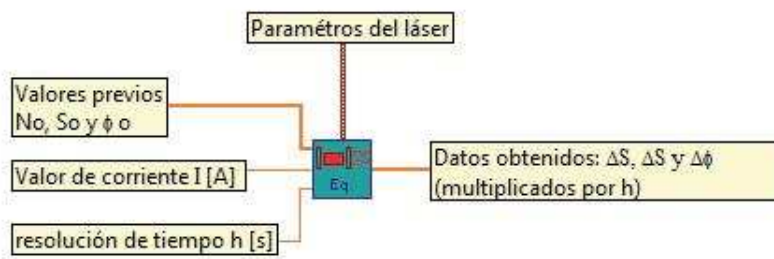 Paramétros del láser
Valores previos
No, So y ϕ o
Valor de corriente I [A]
Eq
Datos obtenidos: ΔS, ΔS y Δϕ
(multiplicados por h)
resolución de tiempo h [s]